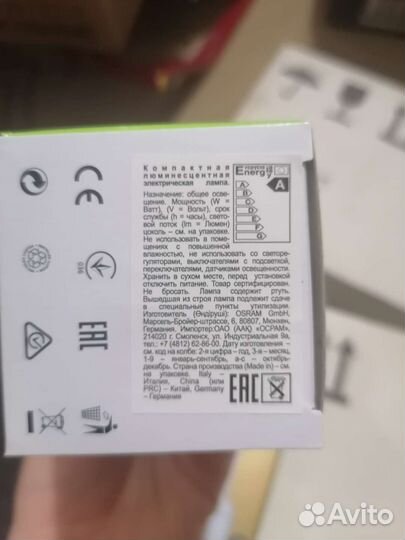 Компактная
люминесцентная
электрическая лампа.
Назначение: общее осве-
щение. Мощность (W =
Ватт), (V = Вольт), срок
службы (h = часы), свето-
вой поток (lm = Люмен)
цоколь – см. на упаковке.
Не использовать в поме-
щениях с повышенной
влажностью, не использовать со светоре-
гуляторами, выключателями с подсветкой,
переключателями, датчиками освещенности.
Хранить в сухом месте, перед установкой
отключить питание. Товар сертифицирован.
Не бросать. Лампа содержит ртуть.
Вышедшая из строя лампа подлежит сдаче
в специальные пункты утилизации.
Изготовитель (Өндіруші): OSRAM GmbH,
Марсель-Бройер-штрассе, 6, 80807, Мюнхен,
Германия. Импортер:ОАО (ААК) «ОСРАМ»,
214020 г. Смоленск, ул. Индустриальная 9а,
тел.: +7 (4812) 62-86-00. Дату изготовления –
см. код на колбе: 2-я цифра – год, 3-я – месяц,
1-9 – январь-сентябрь, а-с – октябрь-
декабрь. Страна производства (Made in) – см.
на упаковке. Italy –
Италия, China (или
PRC) – Китай, Germany
– Германия
Energy
A
A
B
C
D
E
F
G
EAC
CE
036
EAC
Avito